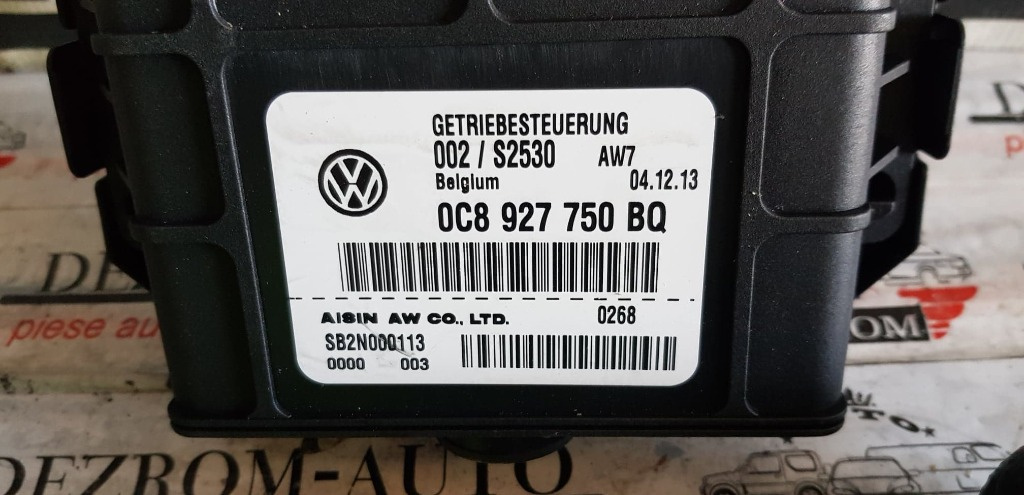 GETRIEBESTEUERUNG
002 / S2530 AW7
Belgium 04.12.13
0C8 927 750 BQ
AISIN AW CO., LTD. 0268
SB2N000113
0000 003
piese au
ROM
DEZROM-AUTO